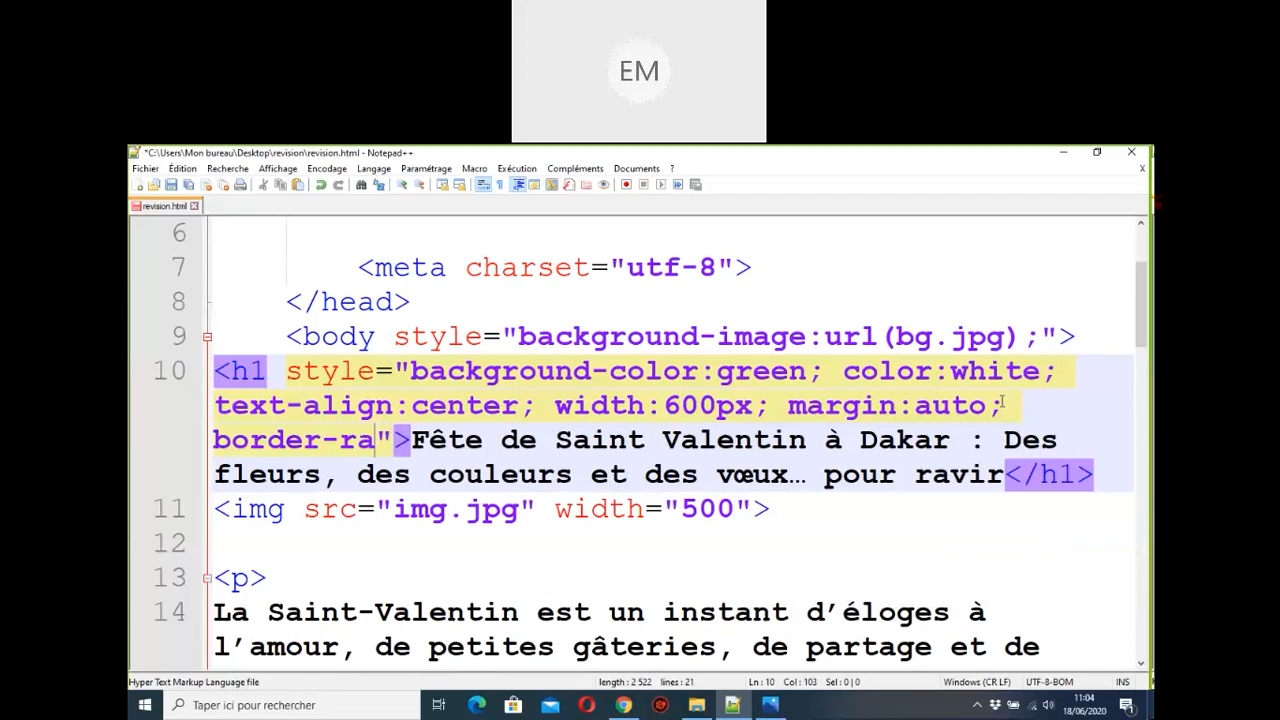 EM
*C:\Users\Mon bureau\Desktop\revision\revision.html - Notepad++
Fichier Édition Recherche Affichage Encodage Langage Paramétrage Macro Exécution Compléments Documents ? X
revision.html
6
7 <meta charset="utf-8">
8 </head>
9 <body style="background-image:url(bg.jpg);">
10 <h1 style="background-color:green; color:white;
text-align:center; width:600px; margin:auto;
border-ra">Fête de Saint Valentin à Dakar : Des
fleurs, des couleurs et des vœux… pour ravir</h1>
11 <img src="img.jpg" width="500">
12
13 <p>
14 La Saint-Valentin est un instant d’éloges à
l’amour, de petites gâteries, de partage et de
Hyper Text Markup Language file length : 2 522 lines : 21 Ln : 10 Col : 103 Sel : 0 | 0 Windows (CR LF) UTF-8-BOM INS
Taper ici pour rechercher
11:04
18/06/2020